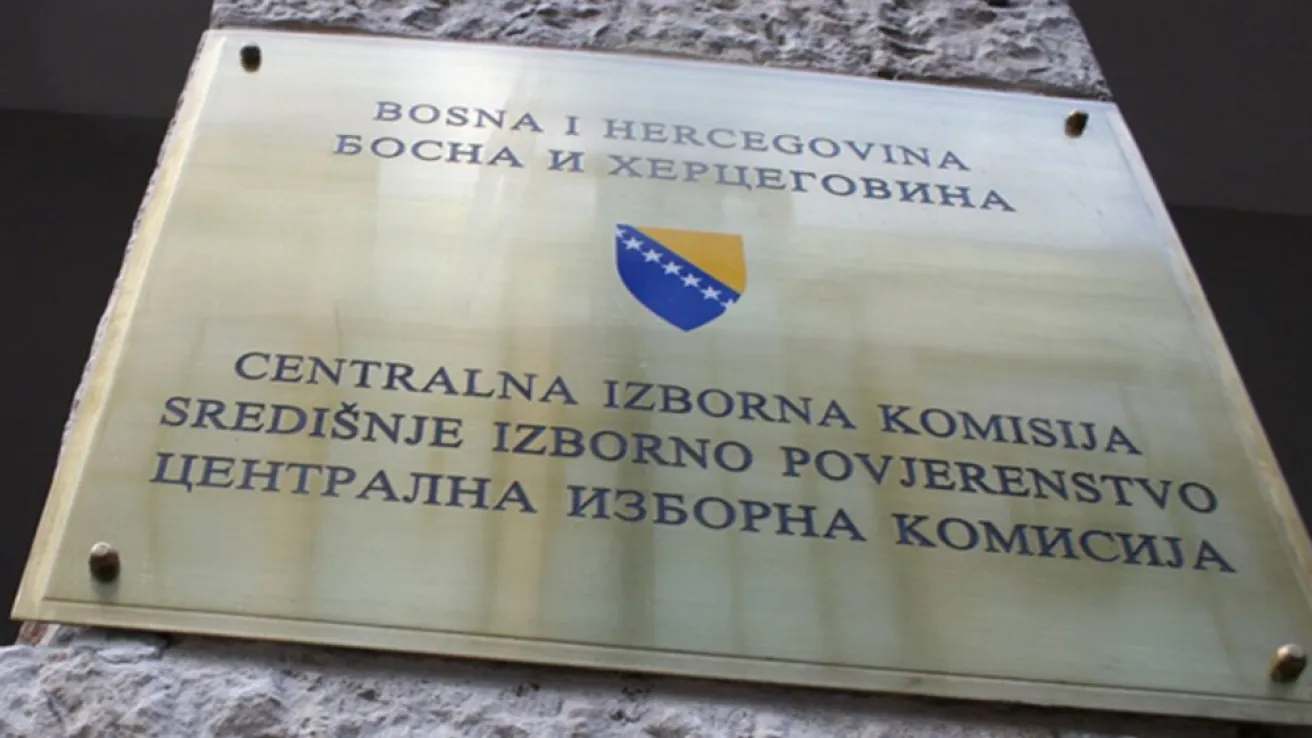 BOSNA I HERCEGOVINA
БОСНА И ХЕРЦЕГОВИНА
CENTRALNA IZBORNA KOMISIJA
SREDIŠNJE IZBORNO POVJERENSTVO
ЦЕНТРАЛНА ИЗБОРНА КОМИСИЈА